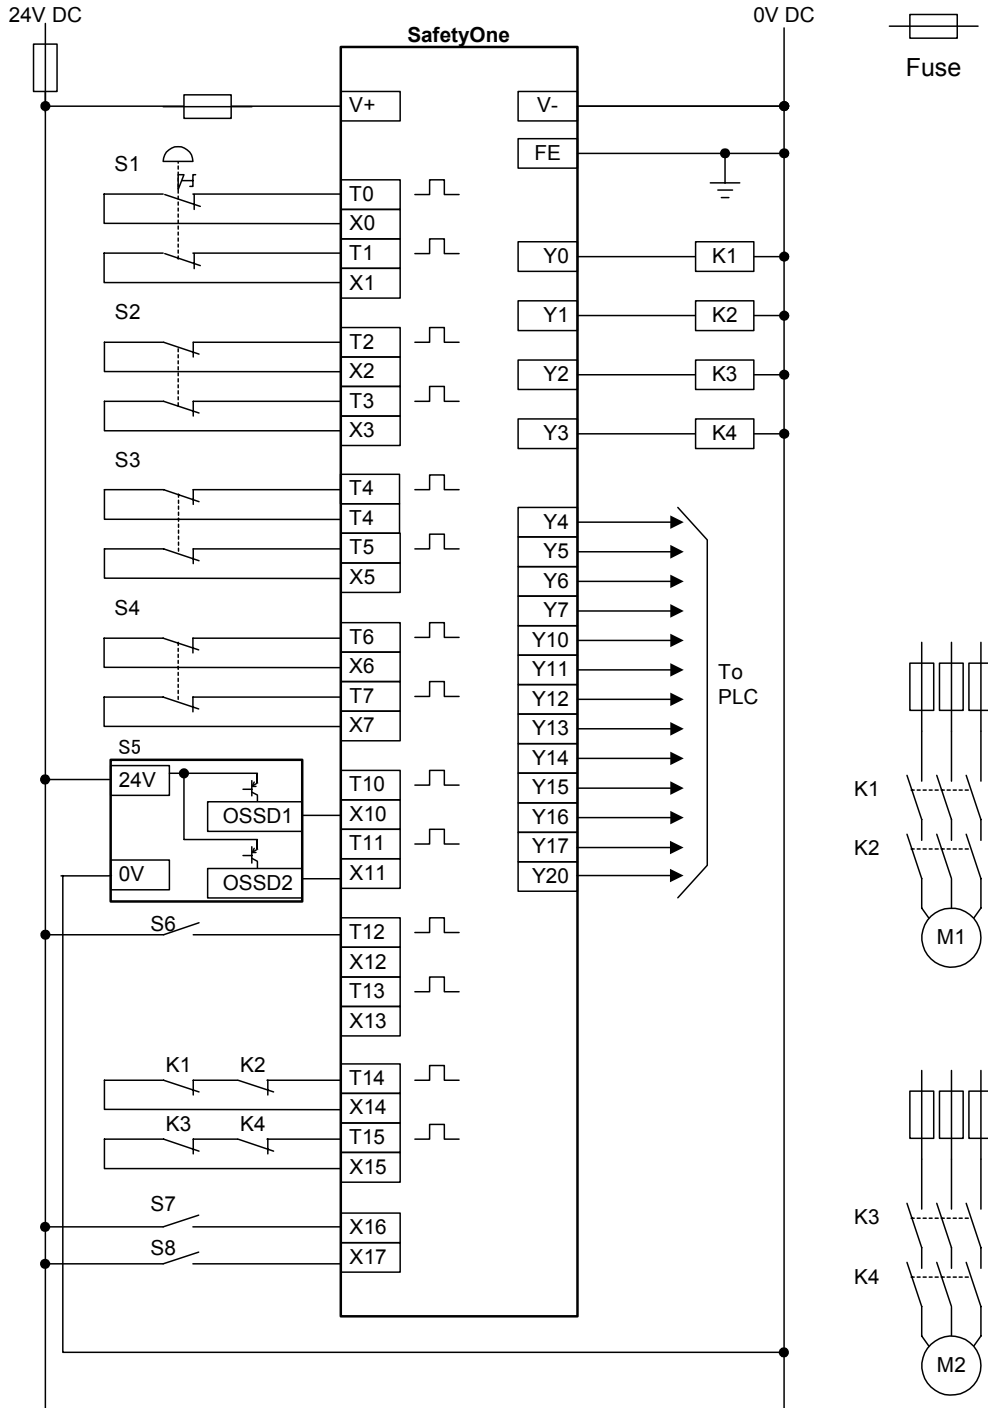 24V DC
0V DC
SafetyOne
Fuse
V+
V-
FE
S1
T0
X0
T1
X1
Y0
K1
S2
Y1
K2
T2
X2
Y2
K3
T3
X3
Y3
K4
S3
T4
T4
Y4
T5
Y5
X5
Y6
S4
Y7
T6
Y10
X6
Y11
To
PLC
T7
Y12
X7
Y13
S5
24V
Y14
T10
Y15
OSSD1
X10
Y16
T11
Y17
0V
OSSD2
X11
Y20
K1
K2
M1
S6
T12
X12
T13
X13
K1
K2
T14
X14
K3
K4
T15
X15
S7
X16
S8
X17
K3
K4
M2